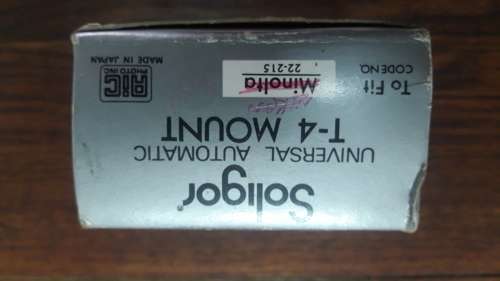 Soligor®
UNIVERSAL AUTOMATIC
T-4 MOUNT
To Fit
CODE NO.
Minolta
22-215
AIC
PHOTO INC
MADE IN JAPAN